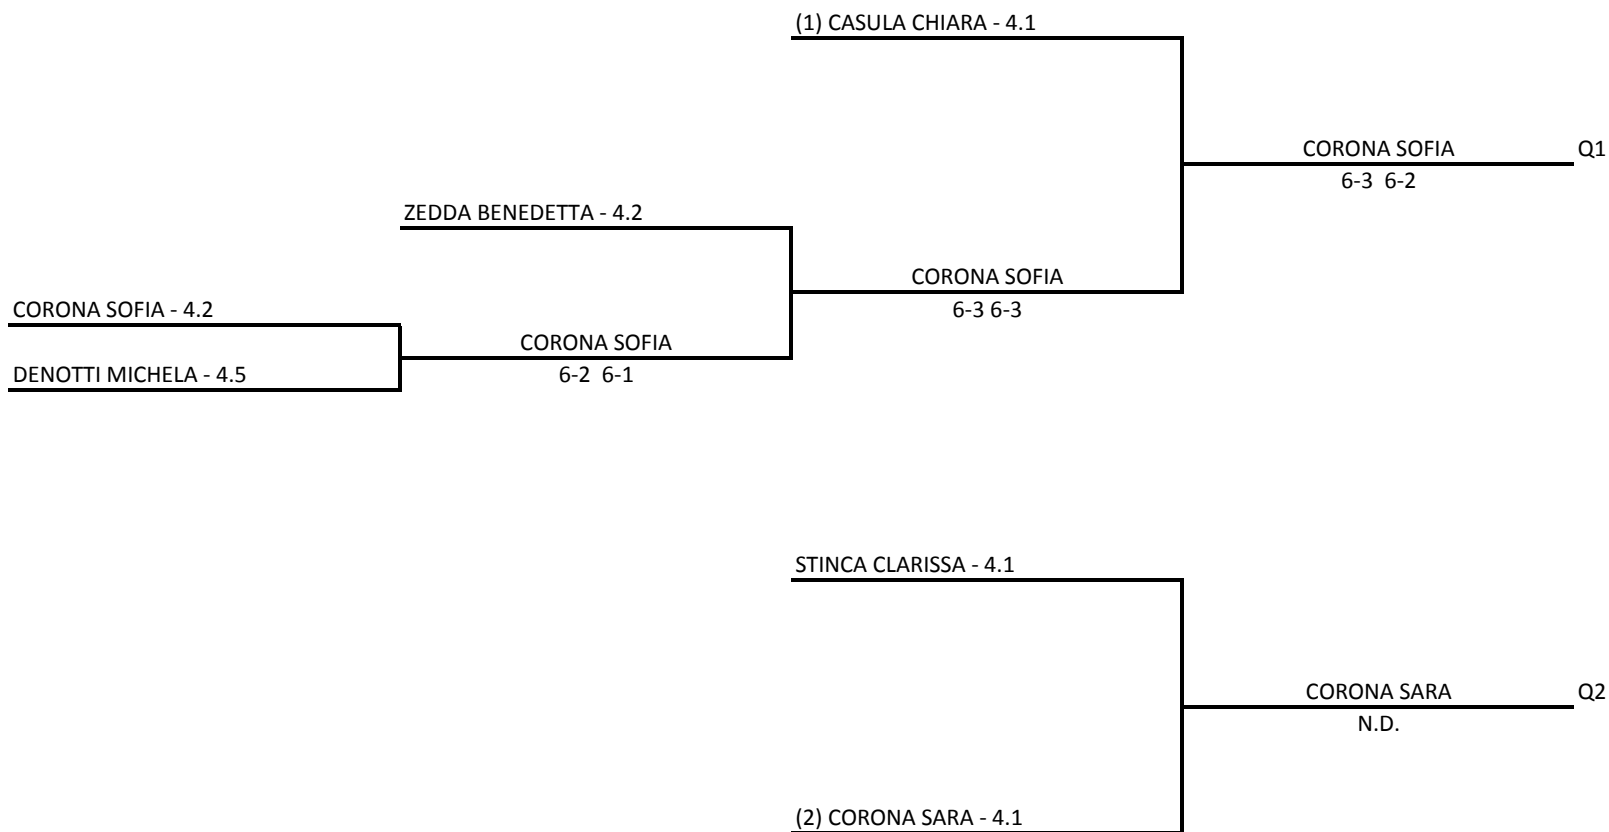 (1) CASULA CHIARA - 4.1
CORONA SOFIA
Q1
6-3  6-2
ZEDDA BENEDETTA - 4.2
CORONA SOFIA
6-3 6-3
CORONA SOFIA - 4.2
CORONA SOFIA
DENOTTI MICHELA - 4.5
6-2  6-1
STINCA CLARISSA - 4.1
CORONA SARA
Q2
N.D.
(2) CORONA SARA - 4.1